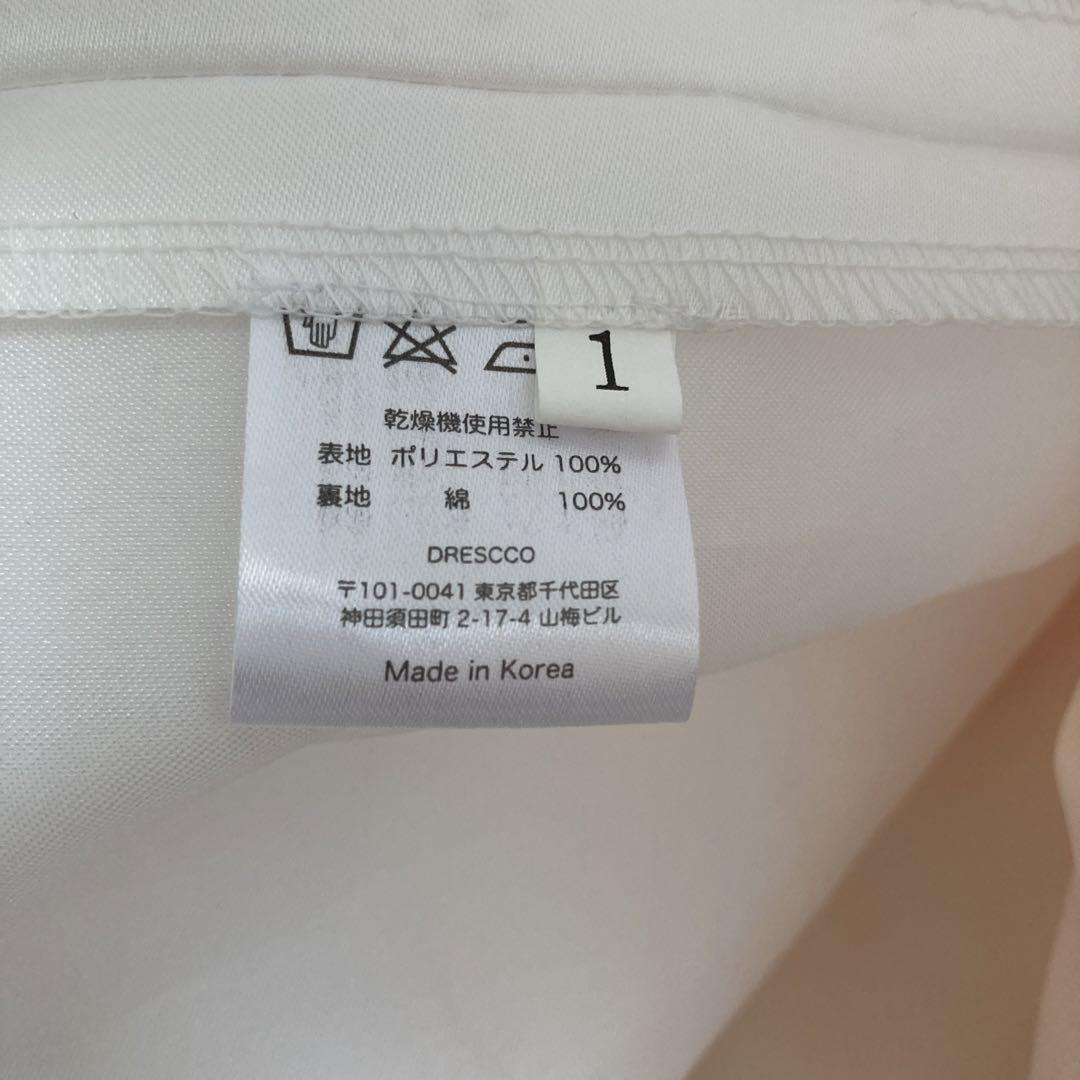 1
乾燥機使用禁止
表地 ポリエステル 100%
裏地 綿 100%
DRESCCO
〒101-0041 東京都千代田区
神田須田町 2-17-4 山梅ビル
Made in Korea